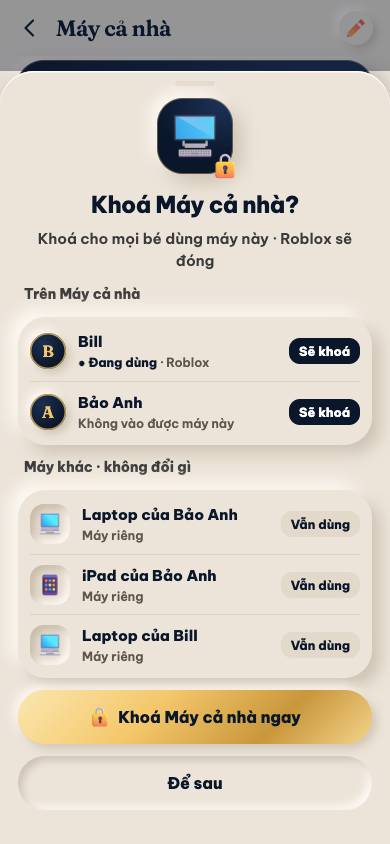 Máy cả nhà
Khoá Máy cả nhà?
Khoá cho mọi bé dùng máy này · Roblox sẽ
đóng
Trên Máy cả nhà
B
Bill
Sẽ khoá
● Đang dùng · Roblox
A
Bảo Anh
Sẽ khoá
Không vào được máy này
Máy khác · không đổi gì
Laptop của Bảo Anh
Vẫn dùng
Máy riêng
iPad của Bảo Anh
Vẫn dùng
Máy riêng
Laptop của Bill
Vẫn dùng
Máy riêng
Khoá Máy cả nhà ngay
Để sau